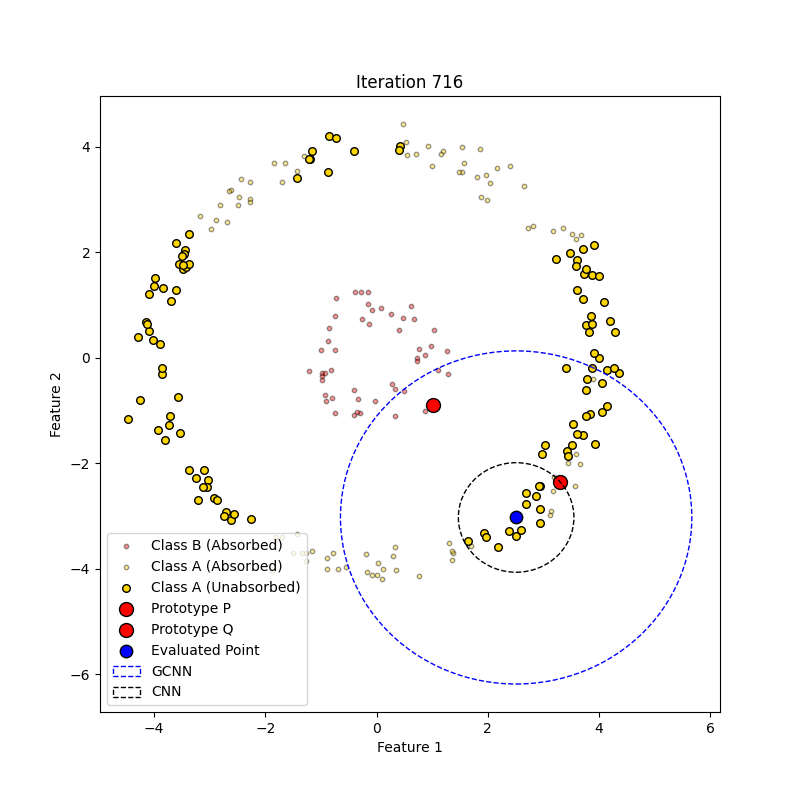 Iteration 716
Feature 2
4
2
0
−2
−4
−6
Class B (Absorbed)
Class A (Absorbed)
Class A (Unabsorbed)
Prototype P
Prototype Q
Evaluated Point
GCNN
CNN
−4
−2
0
2
4
6
Feature 1